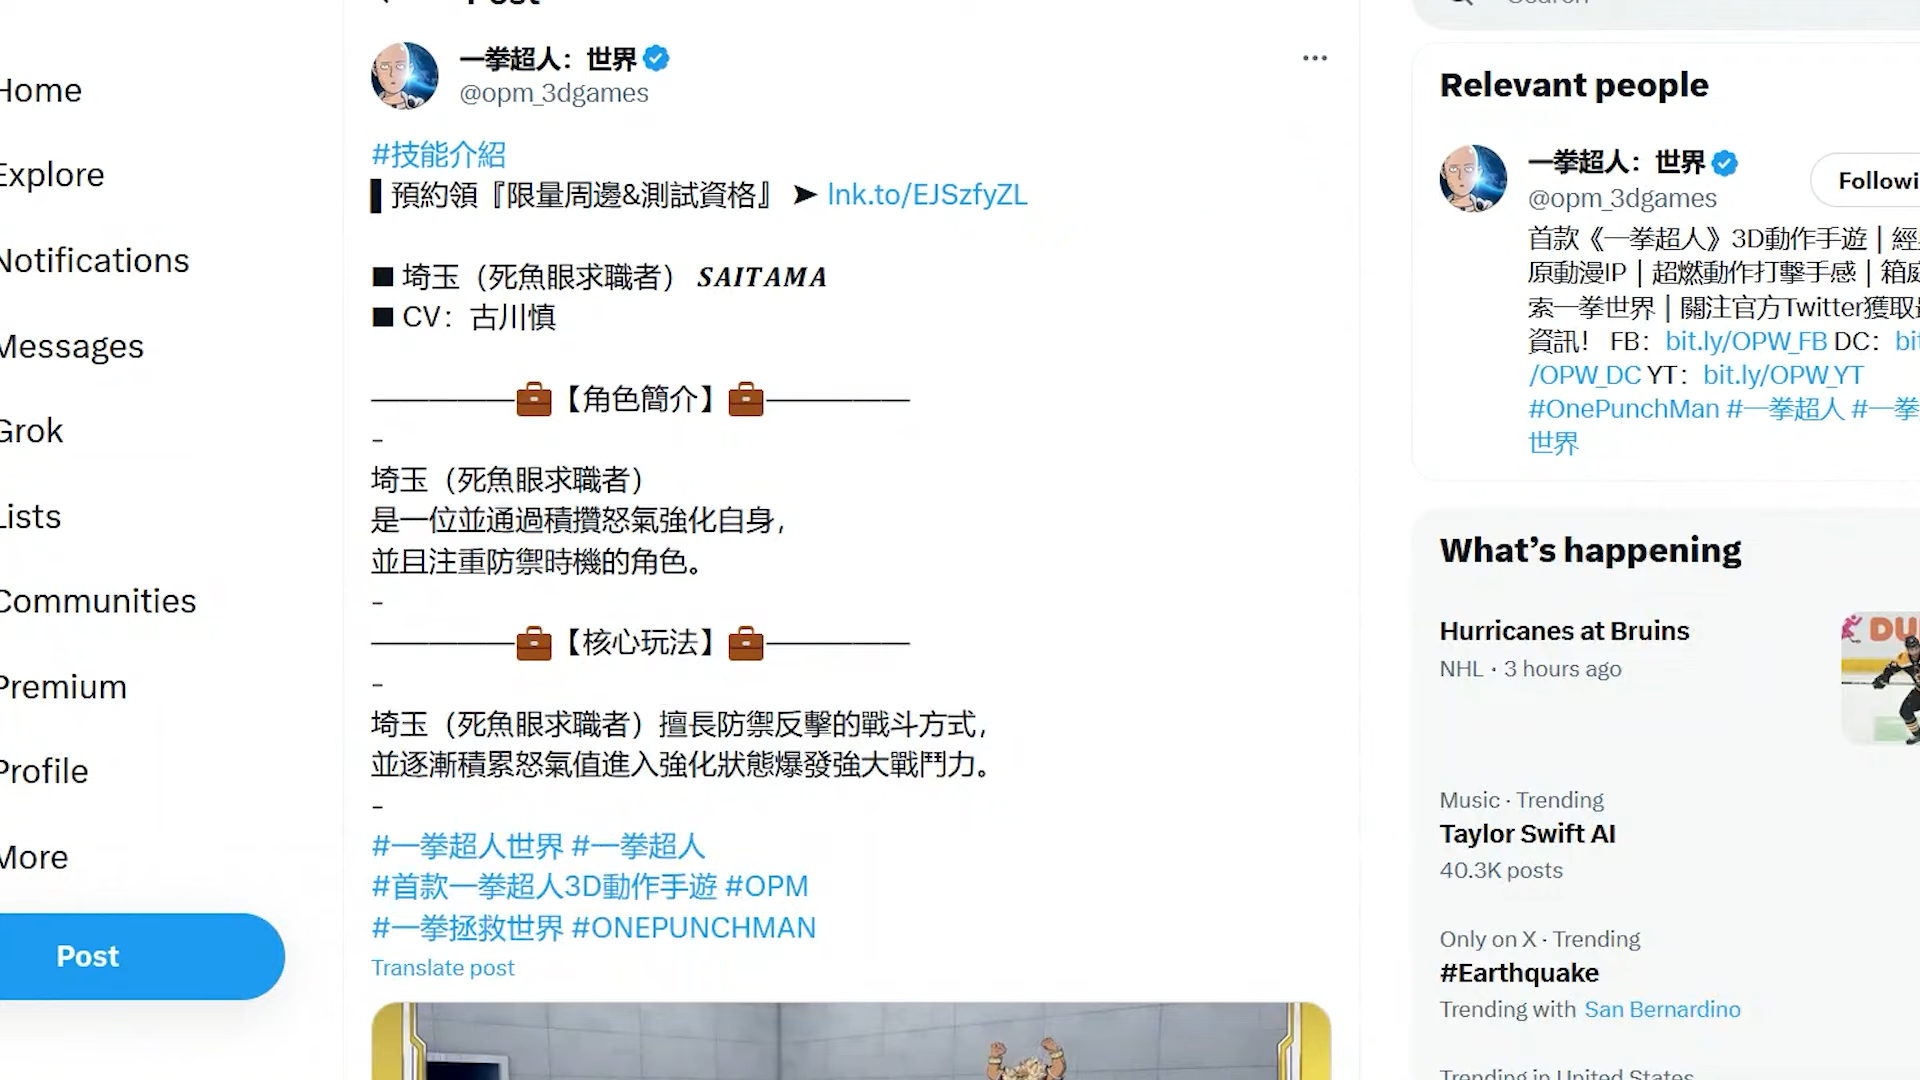 Home
Explore
Notifications
Messages
Grok
Lists
Communities
Premium
Profile
More
Post
Post
一拳超人：世界
@opm_3dgames
#技能介紹
▌預約領『限量周邊&測試資格』 ➤ lnk.to/EJSzfyZL
■ 埼玉（死魚眼求職者） SAITAMA
■ CV：古川慎
—————💼【角色簡介】💼—————
–
埼玉（死魚眼求職者）
是一位並通過積攢怒氣強化自身，
並且注重防禦時機的角色。
–
—————💼【核心玩法】💼—————
–
埼玉（死魚眼求職者）擅長防禦反擊的戰斗方式，
並逐漸積累怒氣值進入強化狀態爆發強大戰鬥力。
–
#一拳超人世界 #一拳超人
#首款一拳超人3D動作手遊 #OPM
#一拳拯救世界 #ONEPUNCHMAN
Translate post
Search
Relevant people
一拳超人：世界
@opm_3dgames
Followi
首款《一拳超人》3D動作手遊｜經
原動漫IP｜超燃動作打擊手感｜箱庭
索一拳世界｜關注官方Twitter獲取
資訊！ FB：bit.ly/OPW_FB DC：bit
/OPW_DC YT：bit.ly/OPW_YT
#OnePunchMan #一拳超人 #一拳
世界
What’s happening
Hurricanes at Bruins
NHL · 3 hours ago
DU
Music · Trending
Taylor Swift AI
40.3K posts
Only on X · Trending
#Earthquake
Trending with San Bernardino
Trending in United States